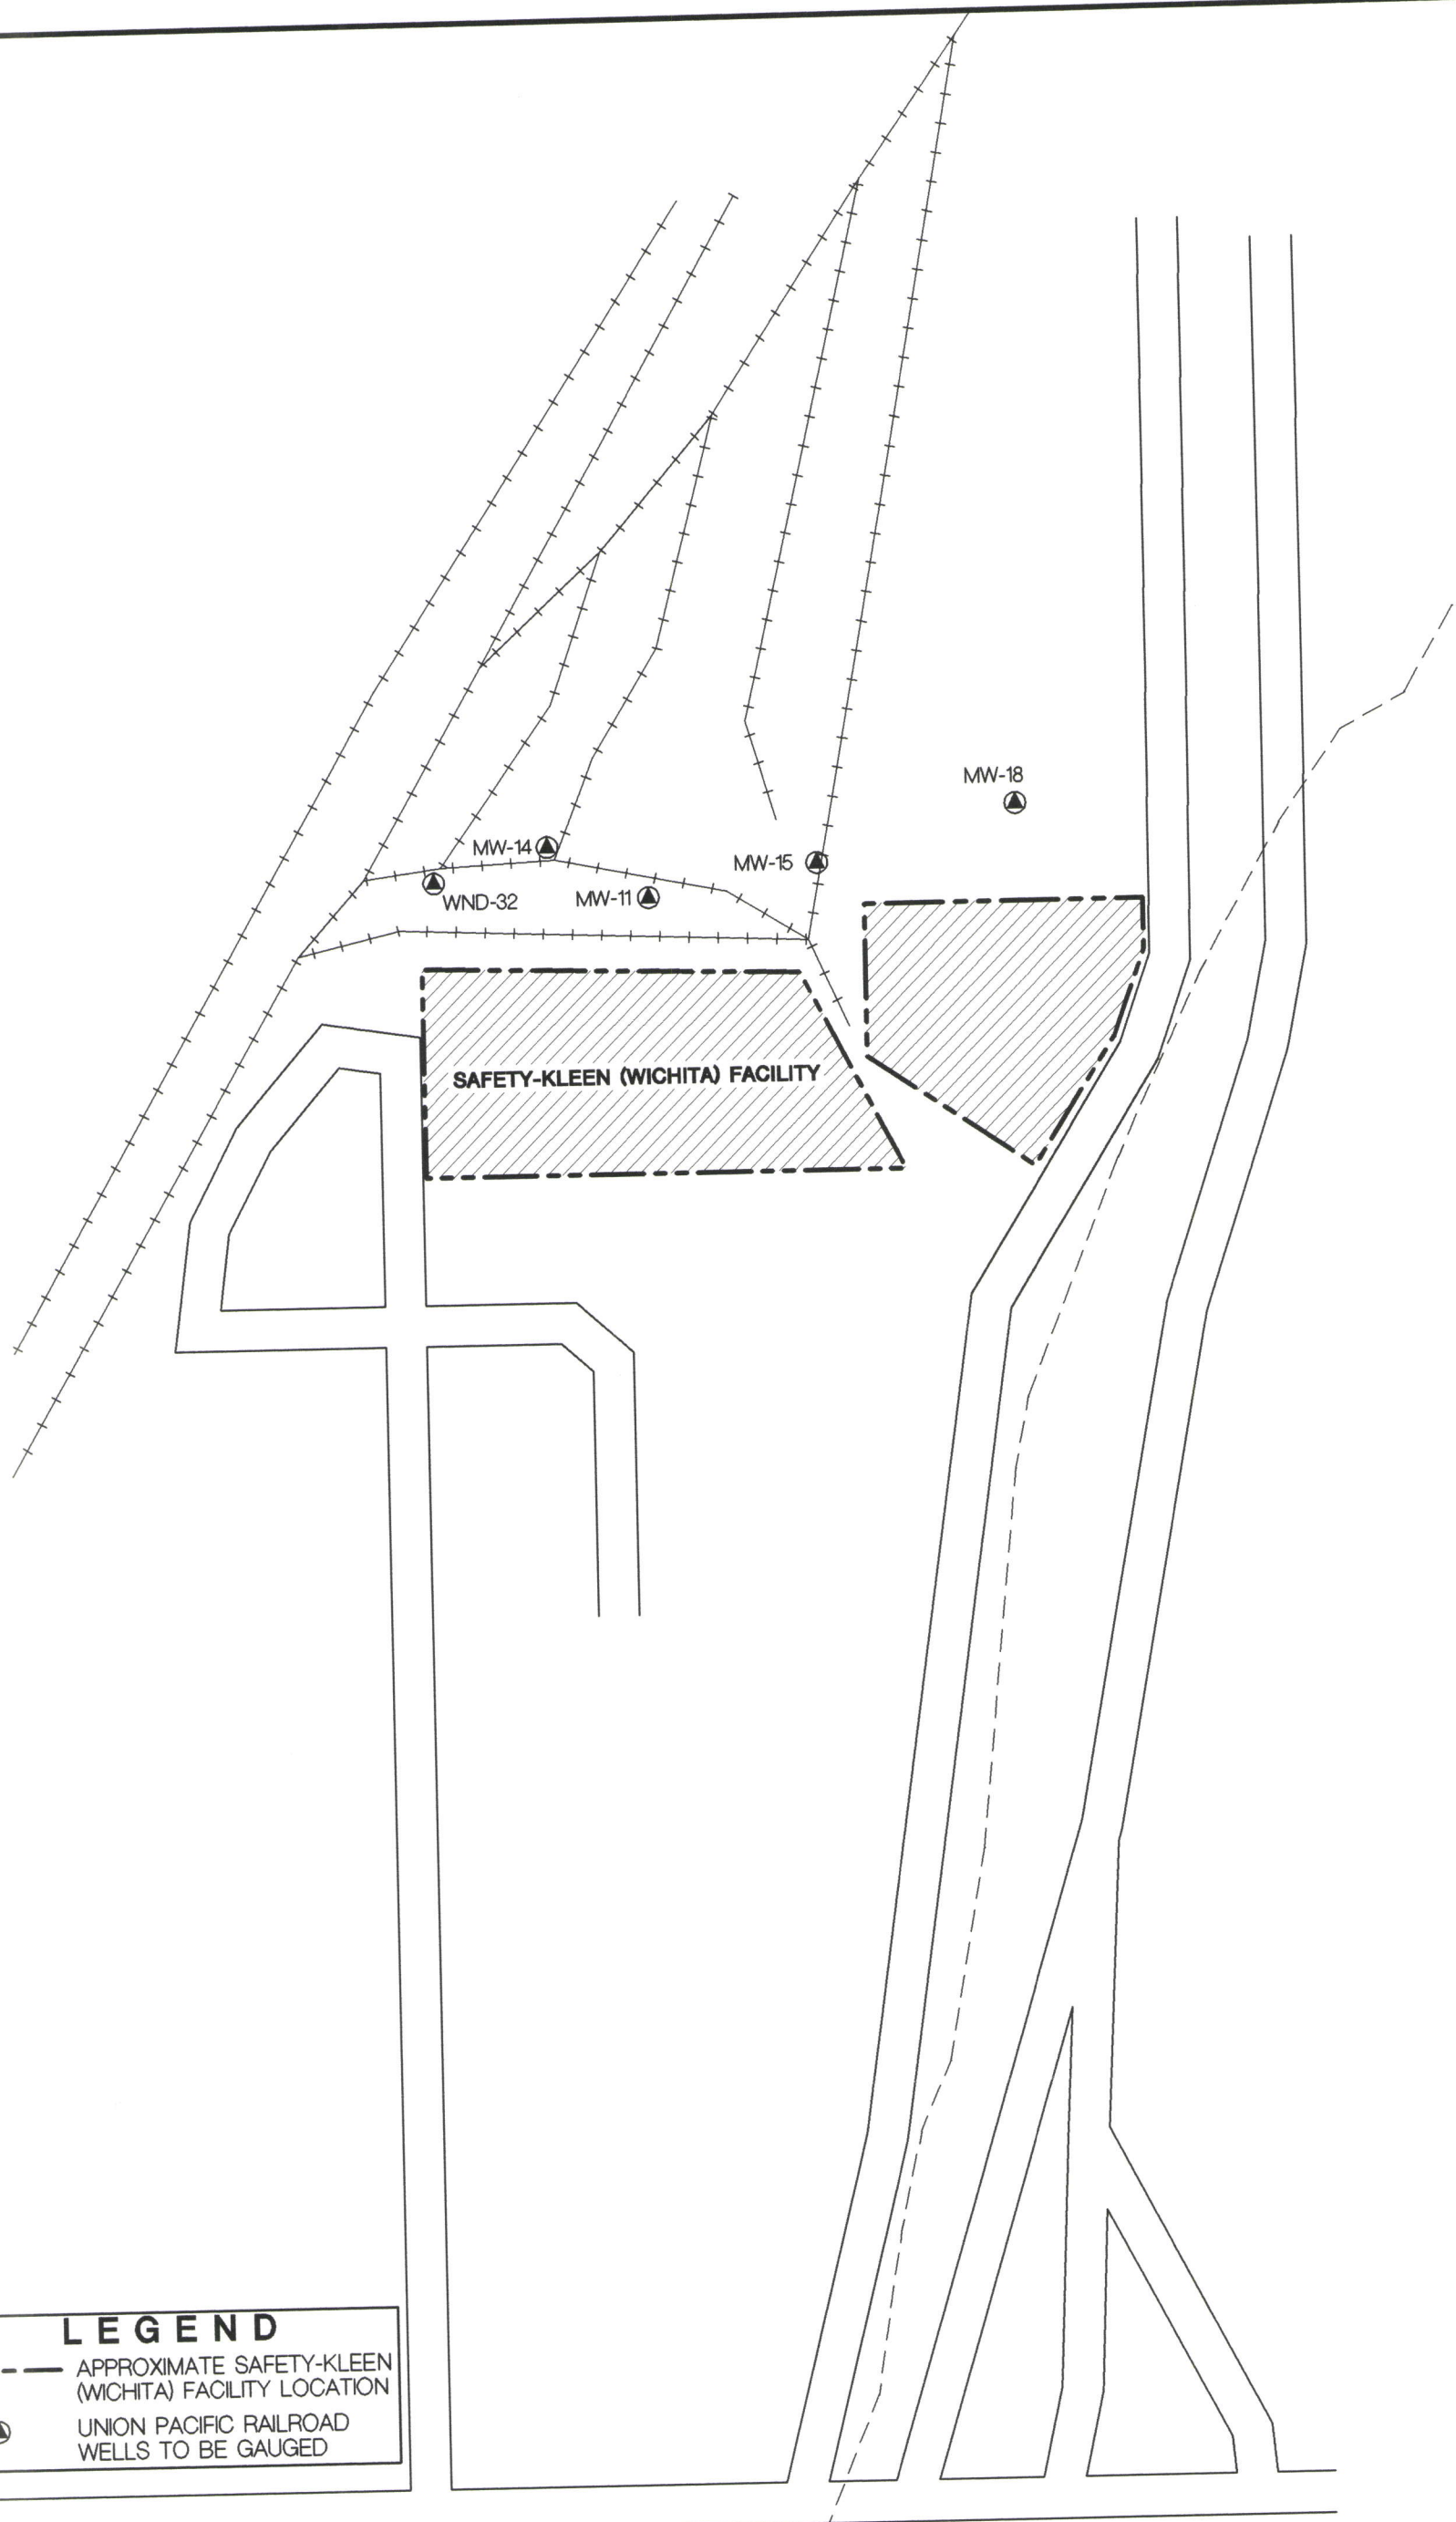 MW-18
MW-14
MW-15
WND-32
MW-11
SAFETY-KLEEN (WICHITA) FACILITY
LEGEND
APPROXIMATE SAFETY-KLEEN
(WICHITA) FACILITY LOCATION
UNION PACIFIC RAILROAD
WELLS TO BE GAUGED